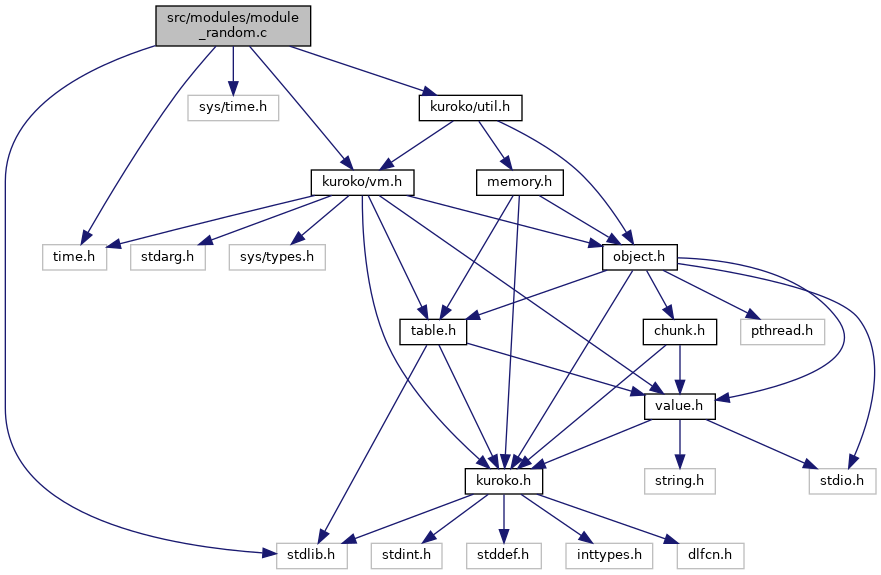 src/modules/module
_random.c
sys/time.h
kuroko/util.h
kuroko/vm.h
memory.h
time.h
stdarg.h
sys/types.h
object.h
table.h
chunk.h
pthread.h
value.h
kuroko.h
string.h
stdio.h
stdlib.h
stdint.h
stddef.h
inttypes.h
dlfcn.h